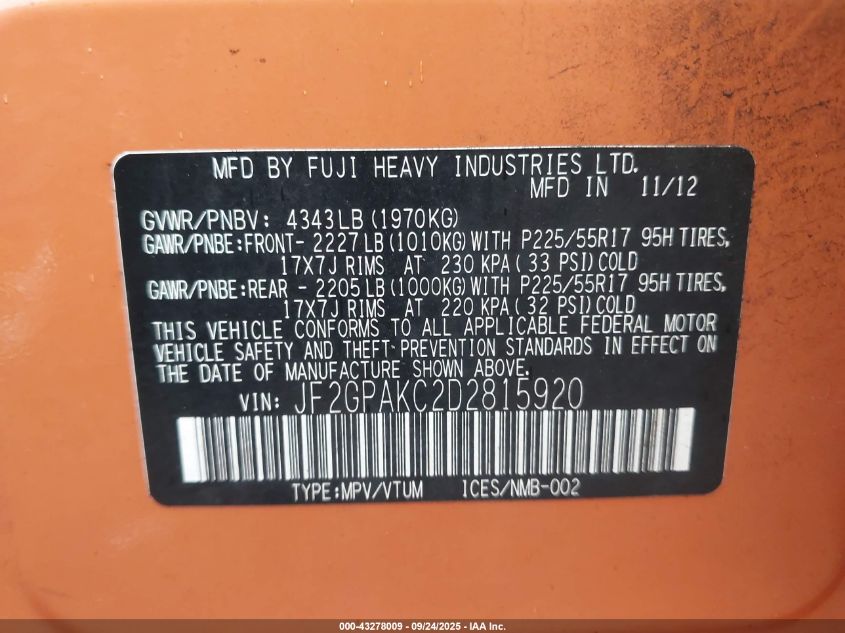 MFD BY FUJI HEAVY INDUSTRIES LTD.
MFD IN 11/12
GVWR/PNBV: 4343LB (1970KG)
GAWR/PNBE:FRONT- 2227 LB (1010KG) WITH P225/55R17 95H TIRES,
17X7J RIMS AT 230 KPA ( 33 PSI) COLD
GAWR/PNBE:REAR - 2205 LB (1000KG) WITH P225/55R17 95H TIRES,
17X7J RIMS AT 220 KPA ( 32 PSI) COLD
THIS VEHICLE CONFORMS TO ALL APPLICABLE FEDERAL MOTOR
VEHICLE SAFETY AND THEFT PREVENTION STANDARDS IN EFFECT ON
THE DATE OF MANUFACTURE SHOWN ABOVE.
VIN: JF2GPAKC2D2815920
TYPE:MPV/VTUM ICES/NMB-002
000-43278009 - 09/24/2025 - IAA Inc.